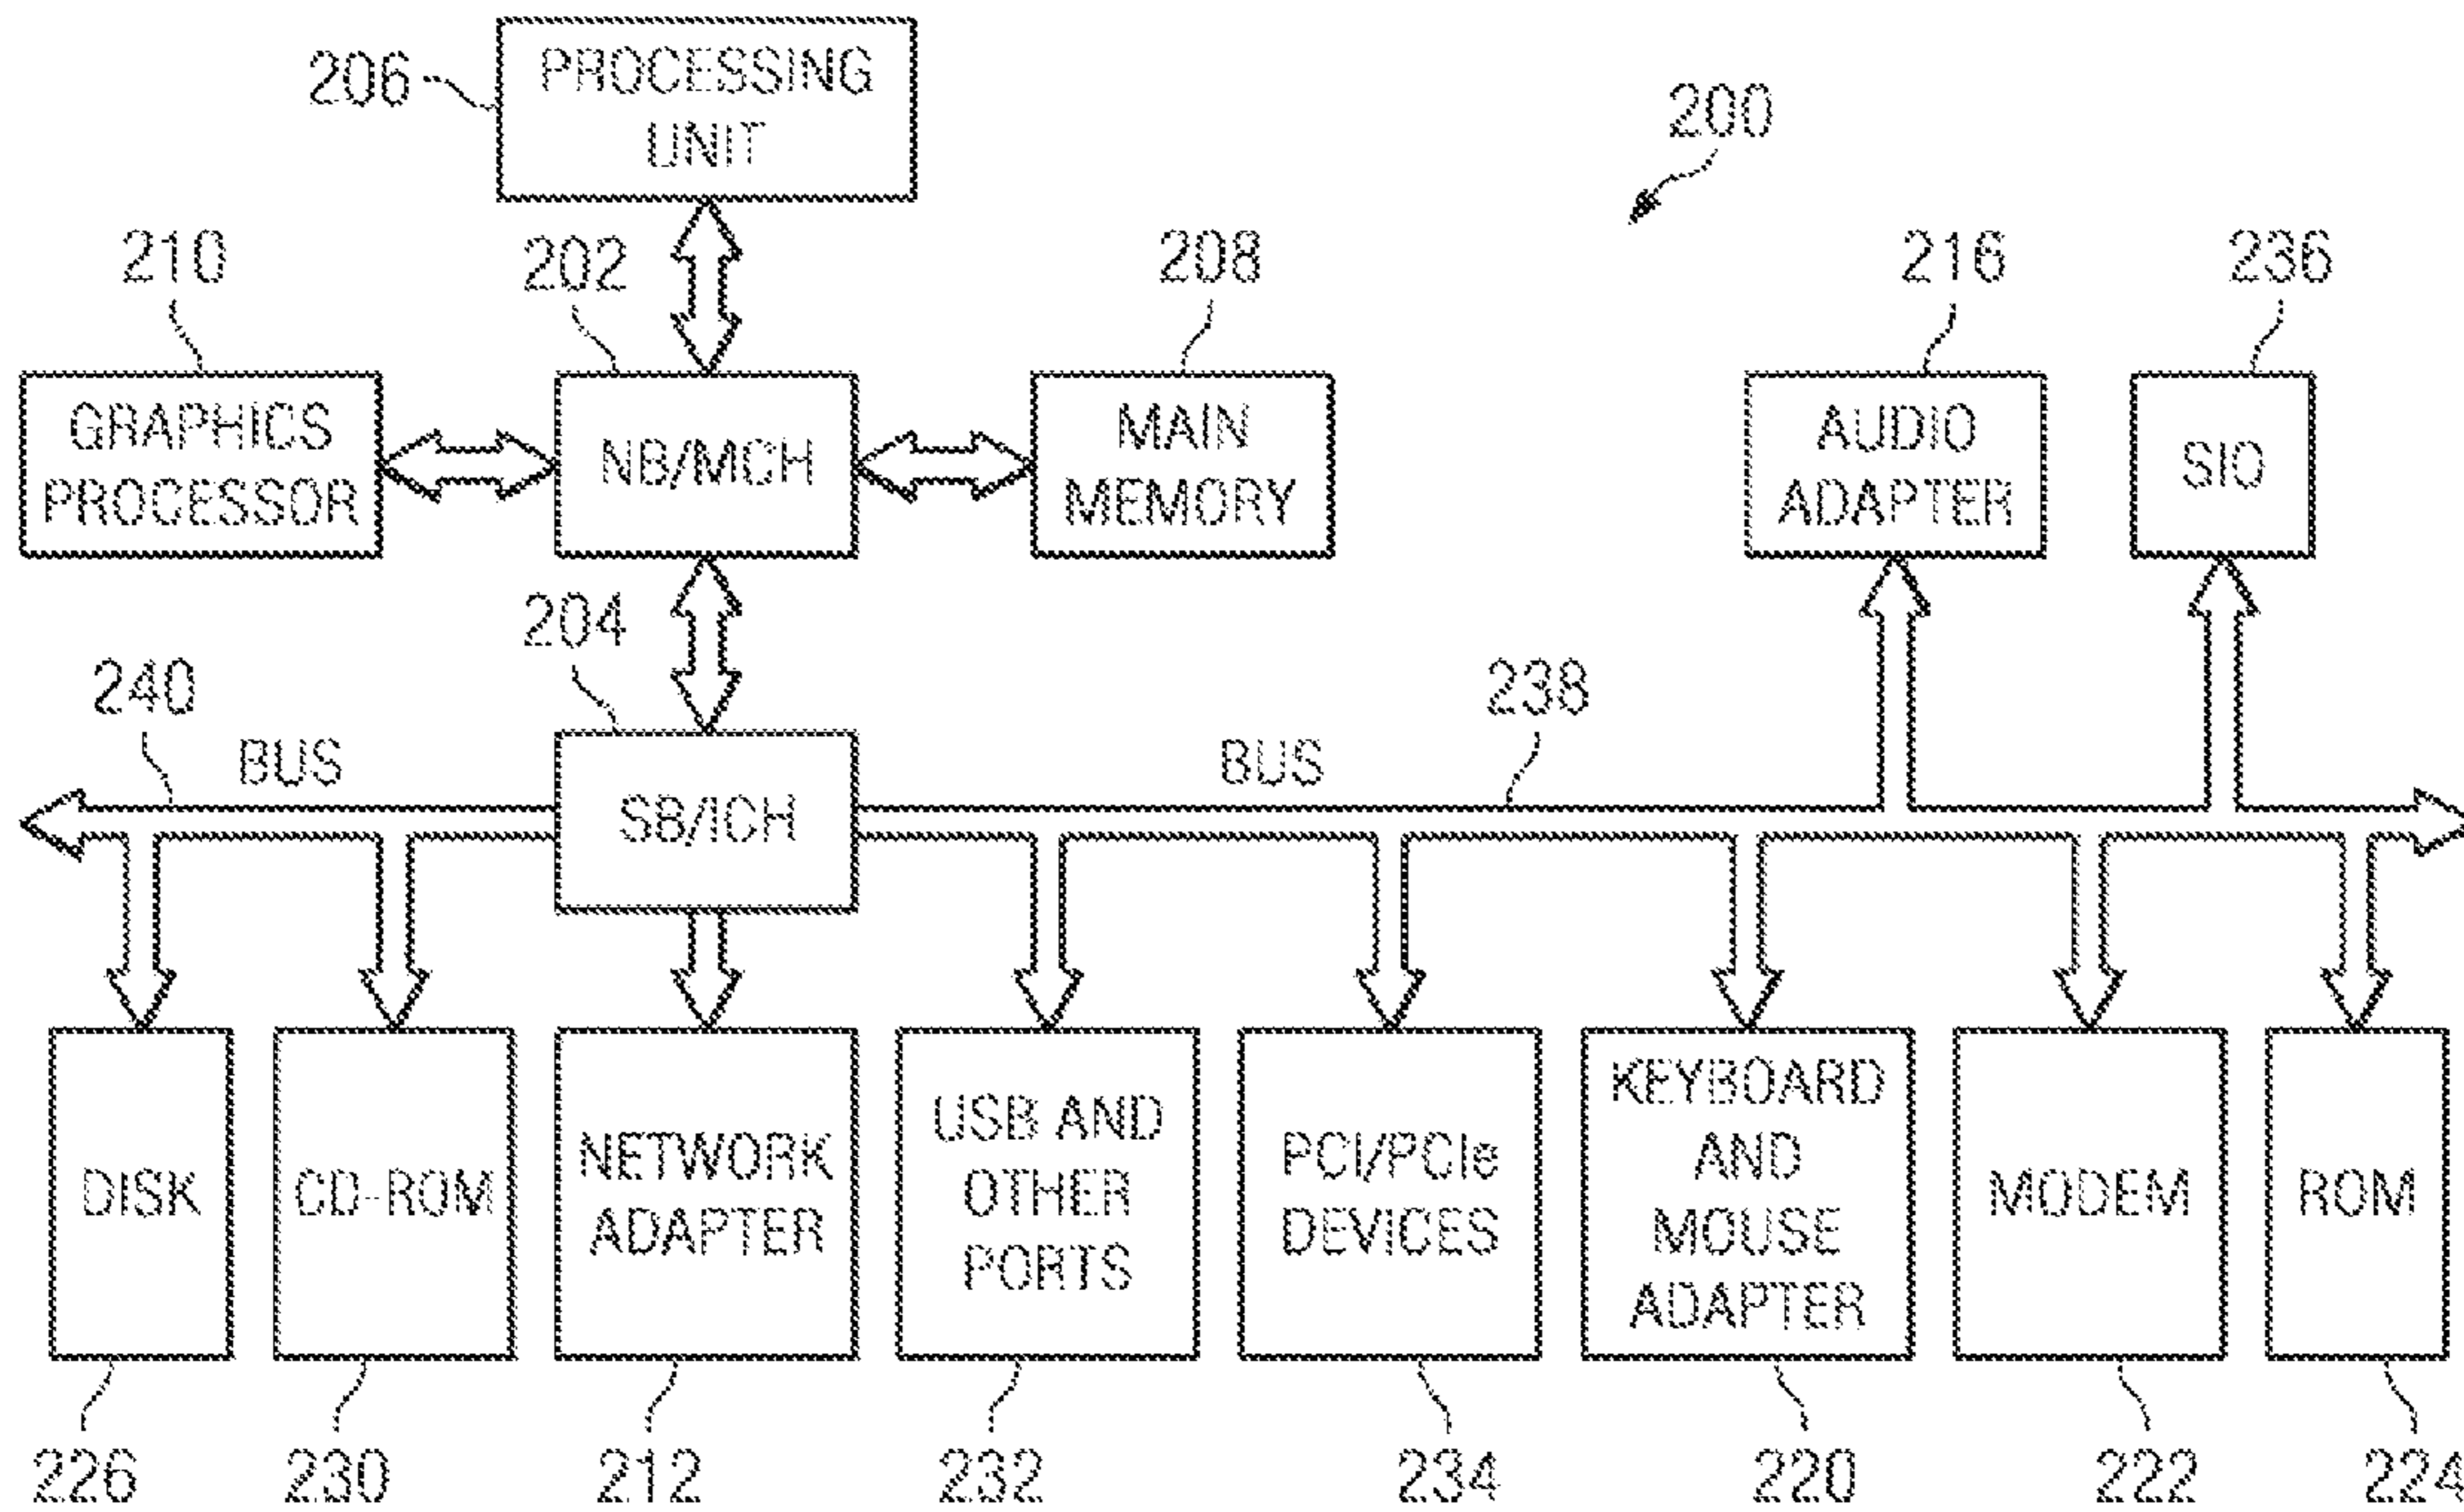 PROCESSING
UNIT
206
200
210
202
208
216
236
GRAPHICS
PROCESSOR
NB/MCH
MAIN
MEMORY
AUDIO
ADAPTER
SIO
204
240
BUS
SB/ICH
BUS
238
DISK
CD-ROM
NETWORK
ADAPTER
USB AND
OTHER
PORTS
PCI/PCIe
DEVICES
KEYBOARD
AND
MOUSE
ADAPTER
MODEM
ROM
226
230
212
232
234
220
222
224